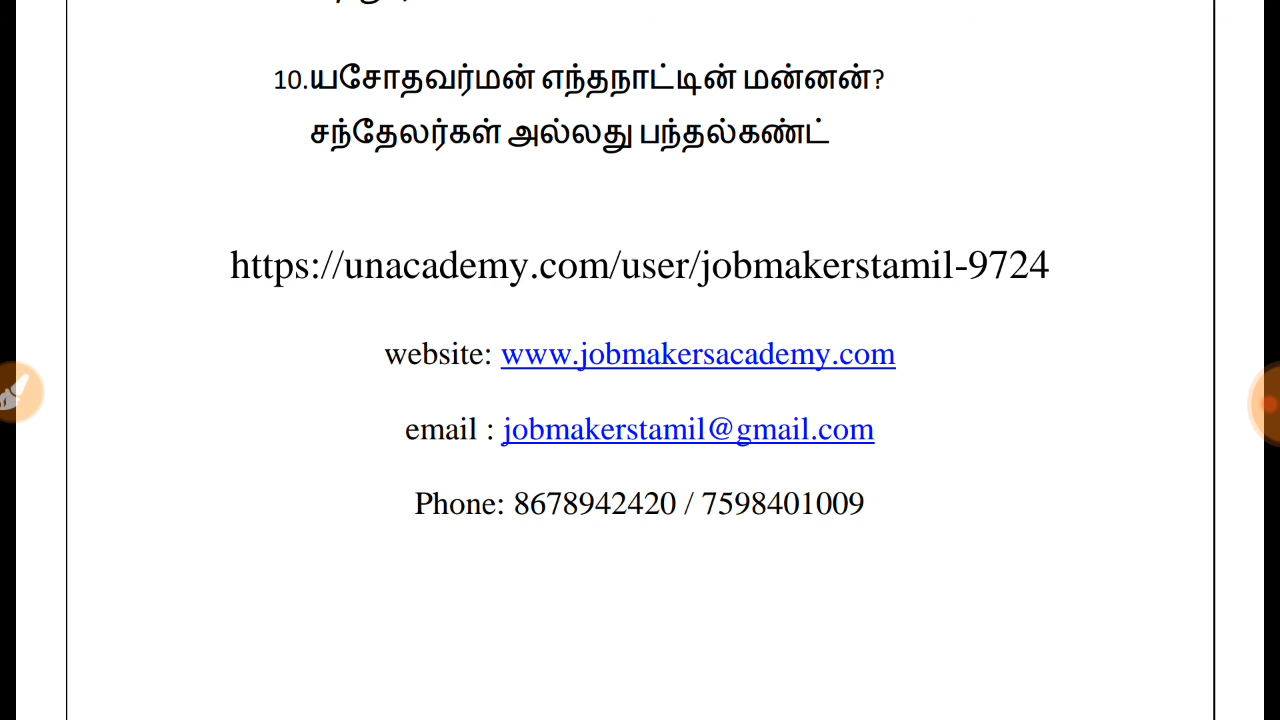 10.யசோதவர்மன் எந்தநாட்டின் மன்னன்?
சந்தேலர்கள் அல்லது பந்தல்கண்ட்
https://unacademy.com/user/jobmakerstamil-9724
website: www.jobmakersacademy.com
email : jobmakerstamil@gmail.com
Phone: 8678942420 / 7598401009